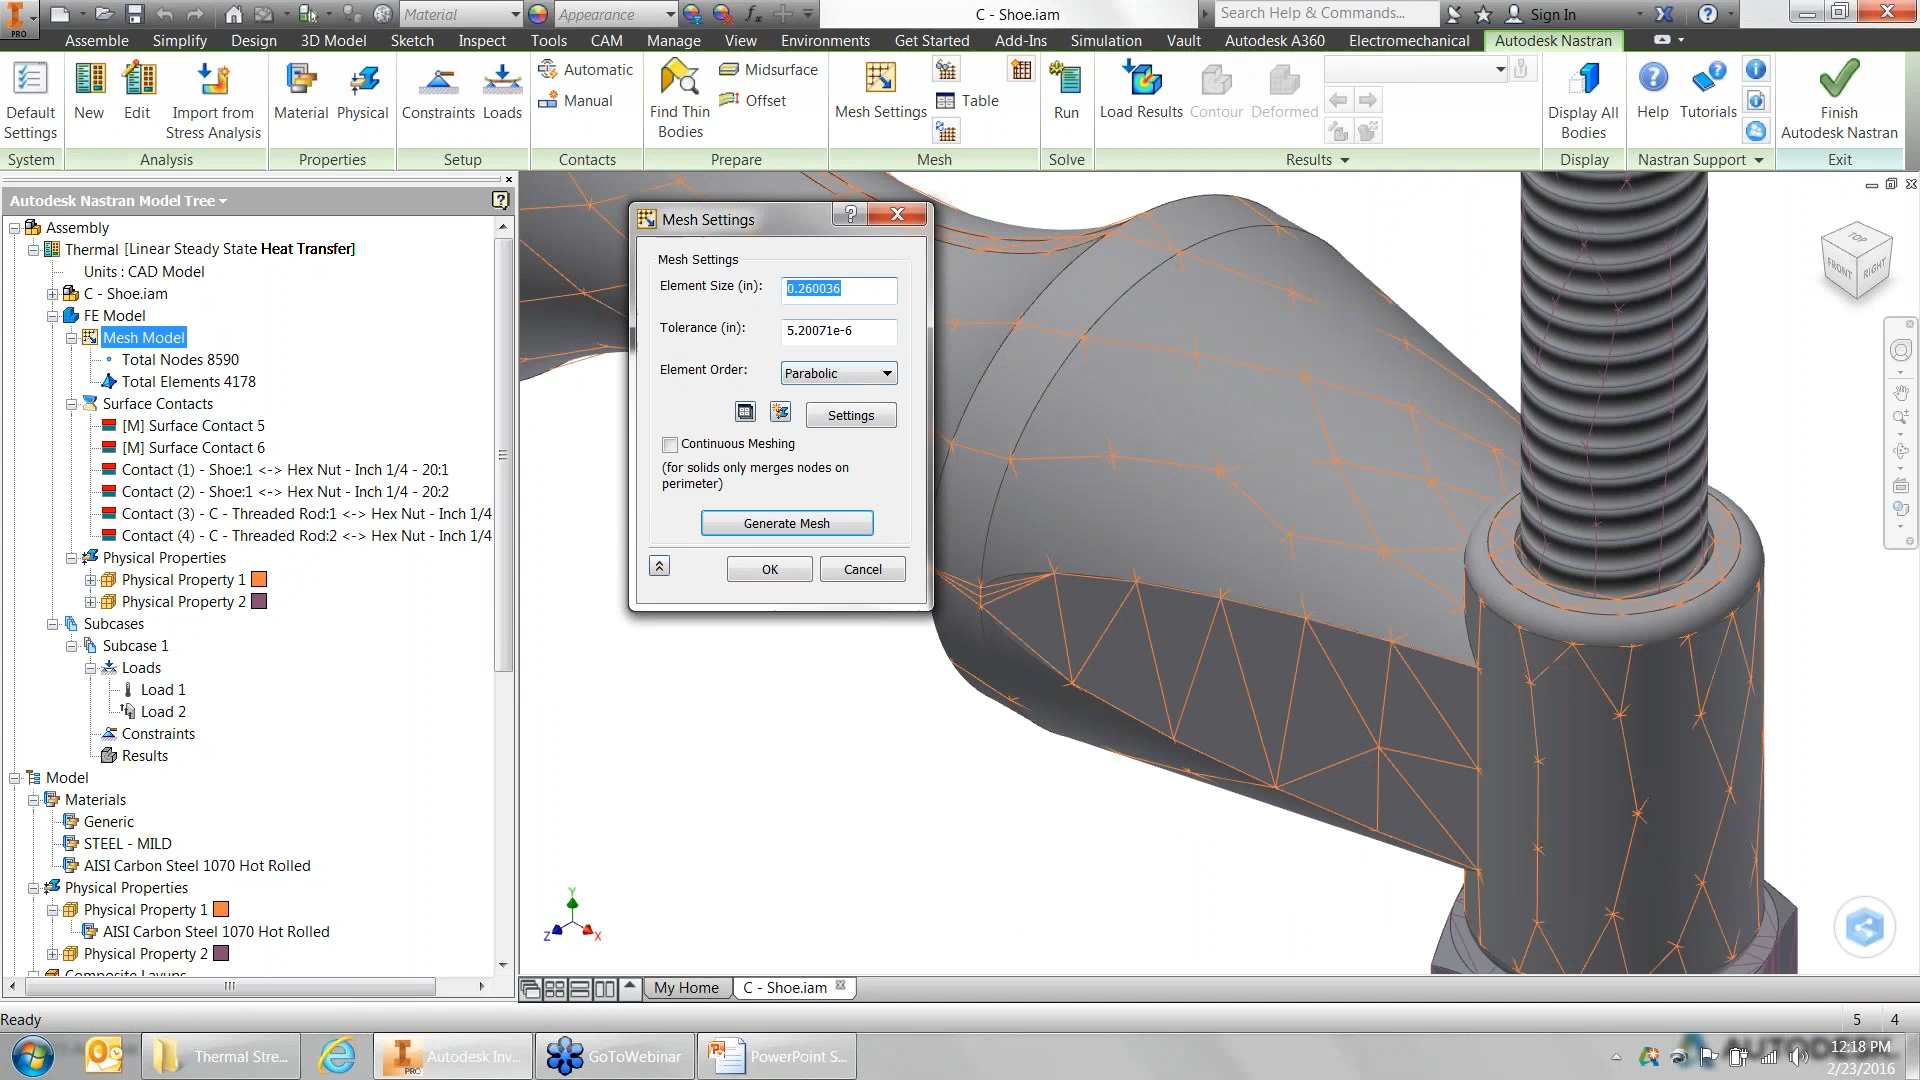 PRO
Material
Appearance
C - Shoe.iam
Search Help & Commands...
Sign In
Assemble Simplify Design 3D Model Sketch Inspect Tools CAM Manage View Environments Get Started Add-Ins Simulation Vault Autodesk A360 Electromechanical Autodesk Nastran
Default Settings
New
Edit
Import from Stress Analysis
Material
Physical
Constraints
Loads
Automatic
Manual
Find Thin Bodies
Midsurface
Offset
Mesh Settings
Table
Run
Load Results
Contour
Deformed
Display All Bodies
Help
Tutorials
Finish Autodesk Nastran
System Analysis Properties Setup Contacts Prepare Mesh Solve Results Display Nastran Support Exit
Autodesk Nastran Model Tree
Assembly
Thermal [Linear Steady State Heat Transfer]
Units : CAD Model
C - Shoe.iam
FE Model
Mesh Model
Total Nodes 8590
Total Elements 4178
Surface Contacts
[M] Surface Contact 5
[M] Surface Contact 6
Contact (1) - Shoe:1 <-> Hex Nut - Inch 1/4 - 20:1
Contact (2) - Shoe:1 <-> Hex Nut - Inch 1/4 - 20:2
Contact (3) - C - Threaded Rod:1 <-> Hex Nut - Inch 1/4
Contact (4) - C - Threaded Rod:2 <-> Hex Nut - Inch 1/4
Physical Properties
Physical Property 1
Physical Property 2
Subcases
Subcase 1
Loads
Load 1
Load 2
Constraints
Results
Model
Materials
Generic
STEEL - MILD
AISI Carbon Steel 1070 Hot Rolled
Physical Properties
Physical Property 1
AISI Carbon Steel 1070 Hot Rolled
Physical Property 2
Composite Layups
Mesh Settings
Mesh Settings
Element Size (in): 0.260036
Tolerance (in): 5.20071e-6
Element Order: Parabolic
Settings
Continuous Meshing
(for solids only merges nodes on
perimeter)
Generate Mesh
OK Cancel
TOP
FRONT RIGHT
Y
Z X
My Home C - Shoe.iam
Ready
5 4
Thermal Stre...
Autodesk Inv...
GoToWebinar
PowerPoint S...
12:18 PM
2/23/2016